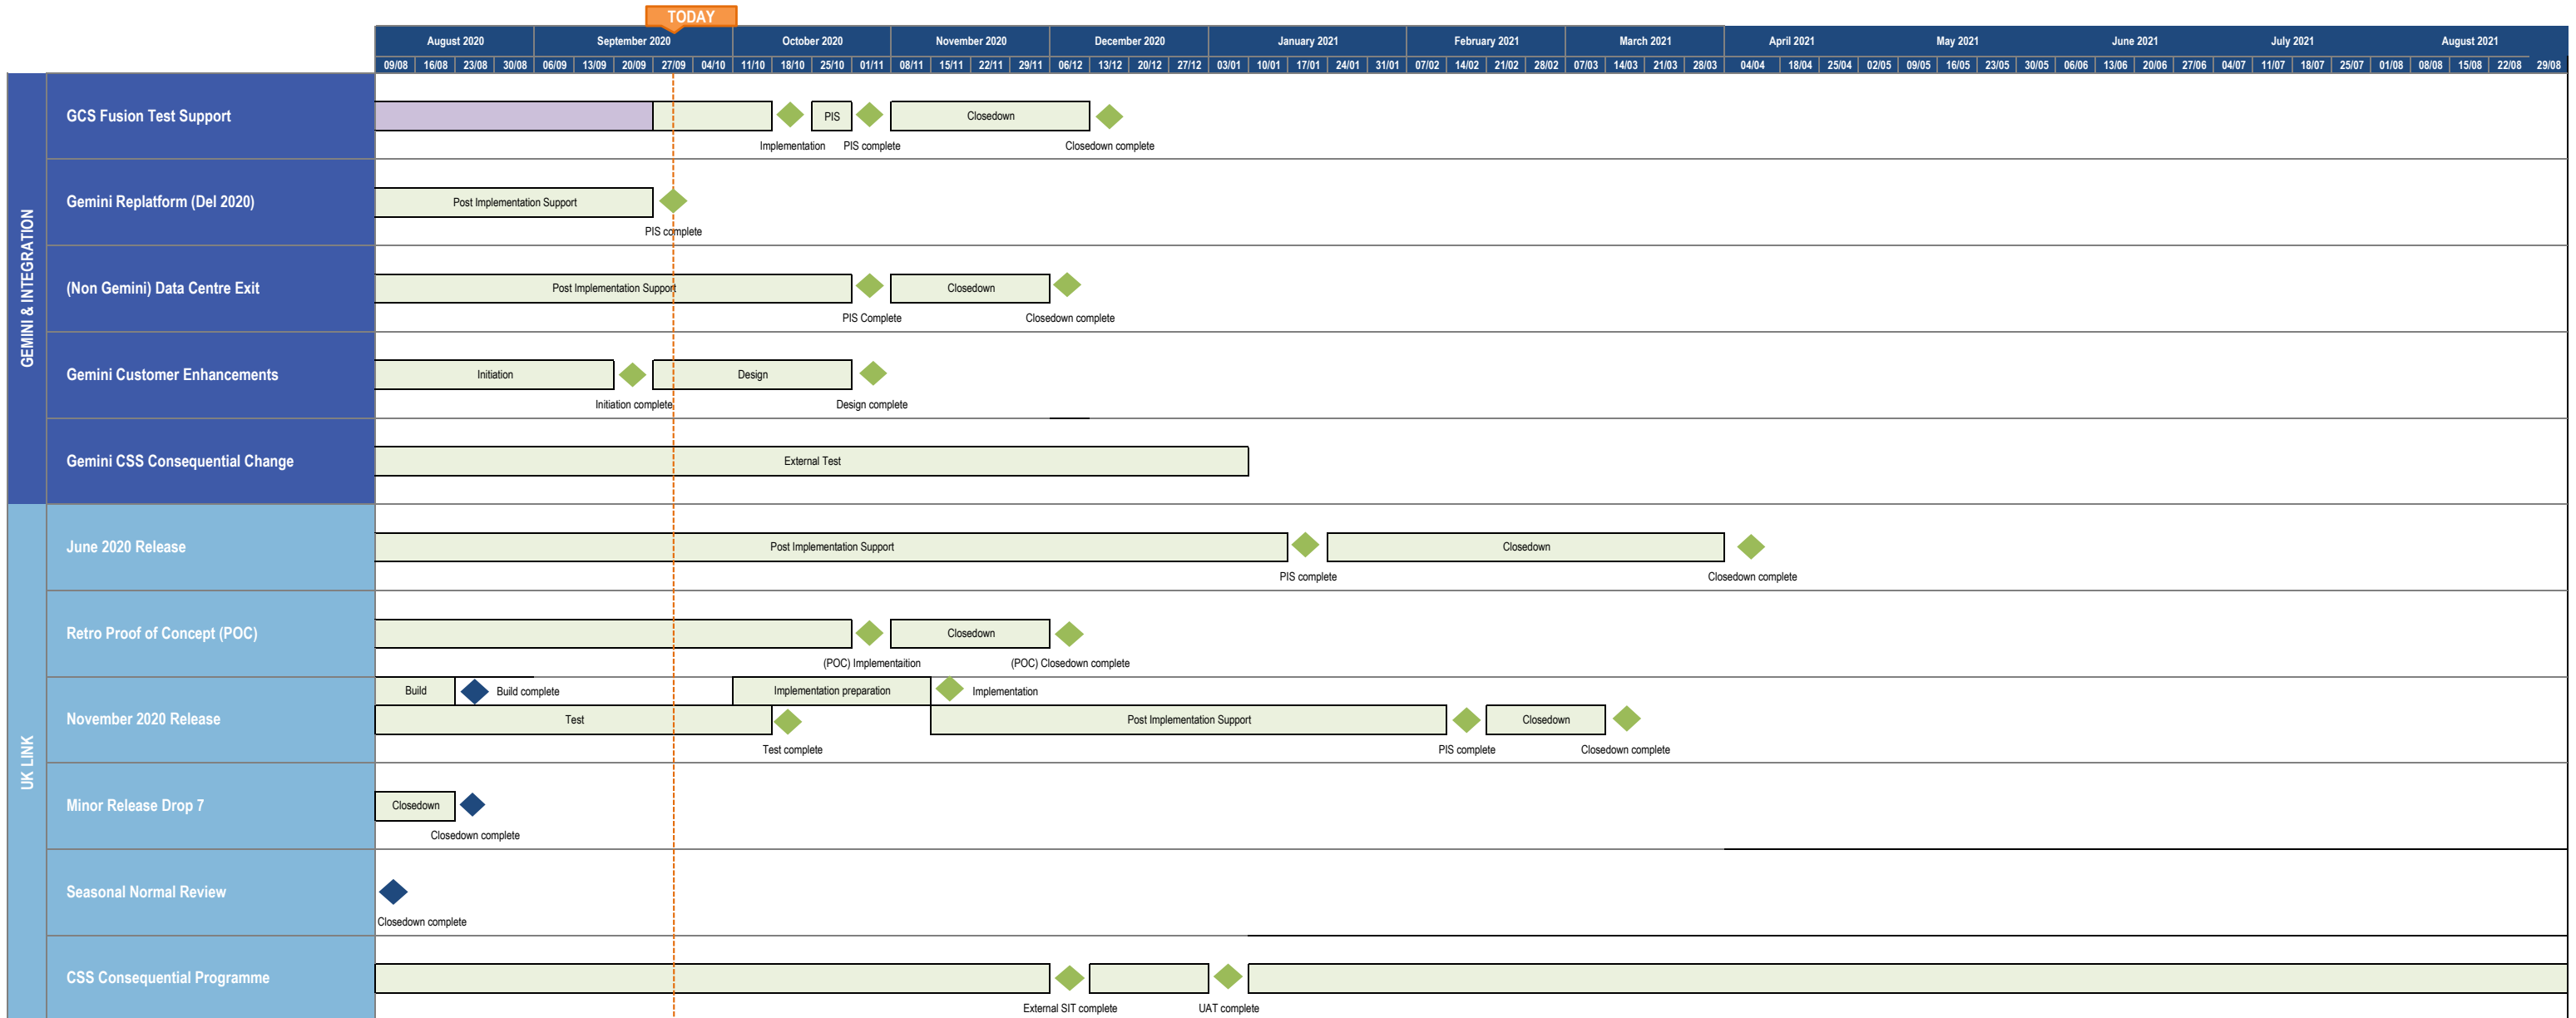 TODAY
August 2020 September 2020 October 2020 November 2020 December 2020 January 2021 February 2021 March 2021 April 2021 May 2021 June 2021 July 2021 August 2021
09/08 16/08 23/08 30/08 06/09 13/09 20/09 27/09 04/10 11/10 18/10 25/10 01/11 08/11 15/11 22/11 29/11 06/12 13/12 20/12 27/12 03/01 10/01 17/01 24/01 31/01 07/02 14/02 21/02 28/02 07/03 14/03 21/03 28/03 04/04 18/04 25/04 02/05 09/05 16/05 23/05 30/05 06/06 13/06 20/06 27/06 04/07 11/07 18/07 25/07 01/08 08/08 15/08 22/08 29/08
GEMINI & INTEGRATION
GCS Fusion Test Support
PIS
Closedown
Implementation
PIS complete
Closedown complete
Gemini Replatform (Del 2020)
Post Implementation Support
PIS complete
(Non Gemini) Data Centre Exit
Post Implementation Support
Closedown
PIS Complete
Closedown complete
Gemini Customer Enhancements
Initiation
Design
Initiation complete
Design complete
Gemini CSS Consequential Change
External Test
UK LINK
June 2020 Release
Post Implementation Support
Closedown
PIS complete
Closedown complete
Retro Proof of Concept (POC)
Closedown
(POC) Implementaition
(POC) Closedown complete
November 2020 Release
Build
Build complete
Implementation preparation
Implementation
Test
Post Implementation Support
Closedown
Test complete
PIS complete
Closedown complete
Minor Release Drop 7
Closedown
Closedown complete
Seasonal Normal Review
Closedown complete
CSS Consequential Programme
External SIT complete
UAT complete